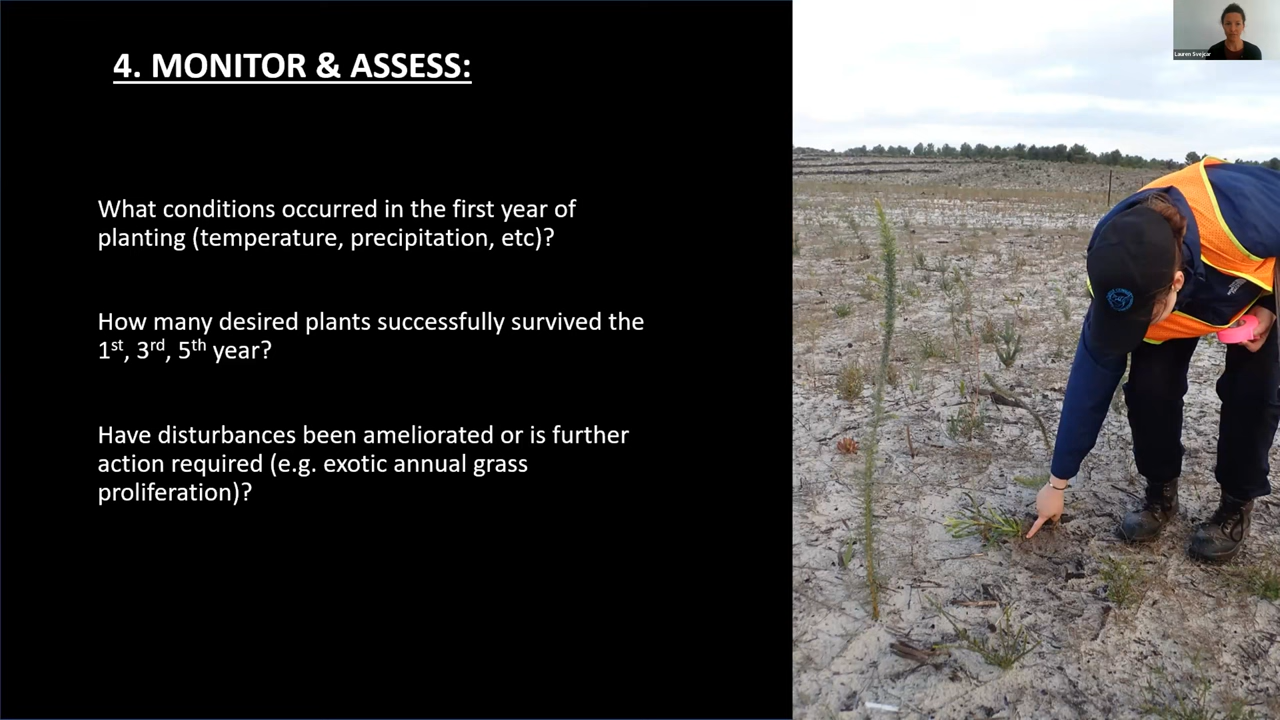 4. MONITOR & ASSESS:
Lauren Svejcar
What conditions occurred in the first year of
planting (temperature, precipitation, etc)?
How many desired plants successfully survived the
1st, 3rd, 5th year?
Have disturbances been ameliorated or is further
action required (e.g. exotic annual grass
proliferation)?